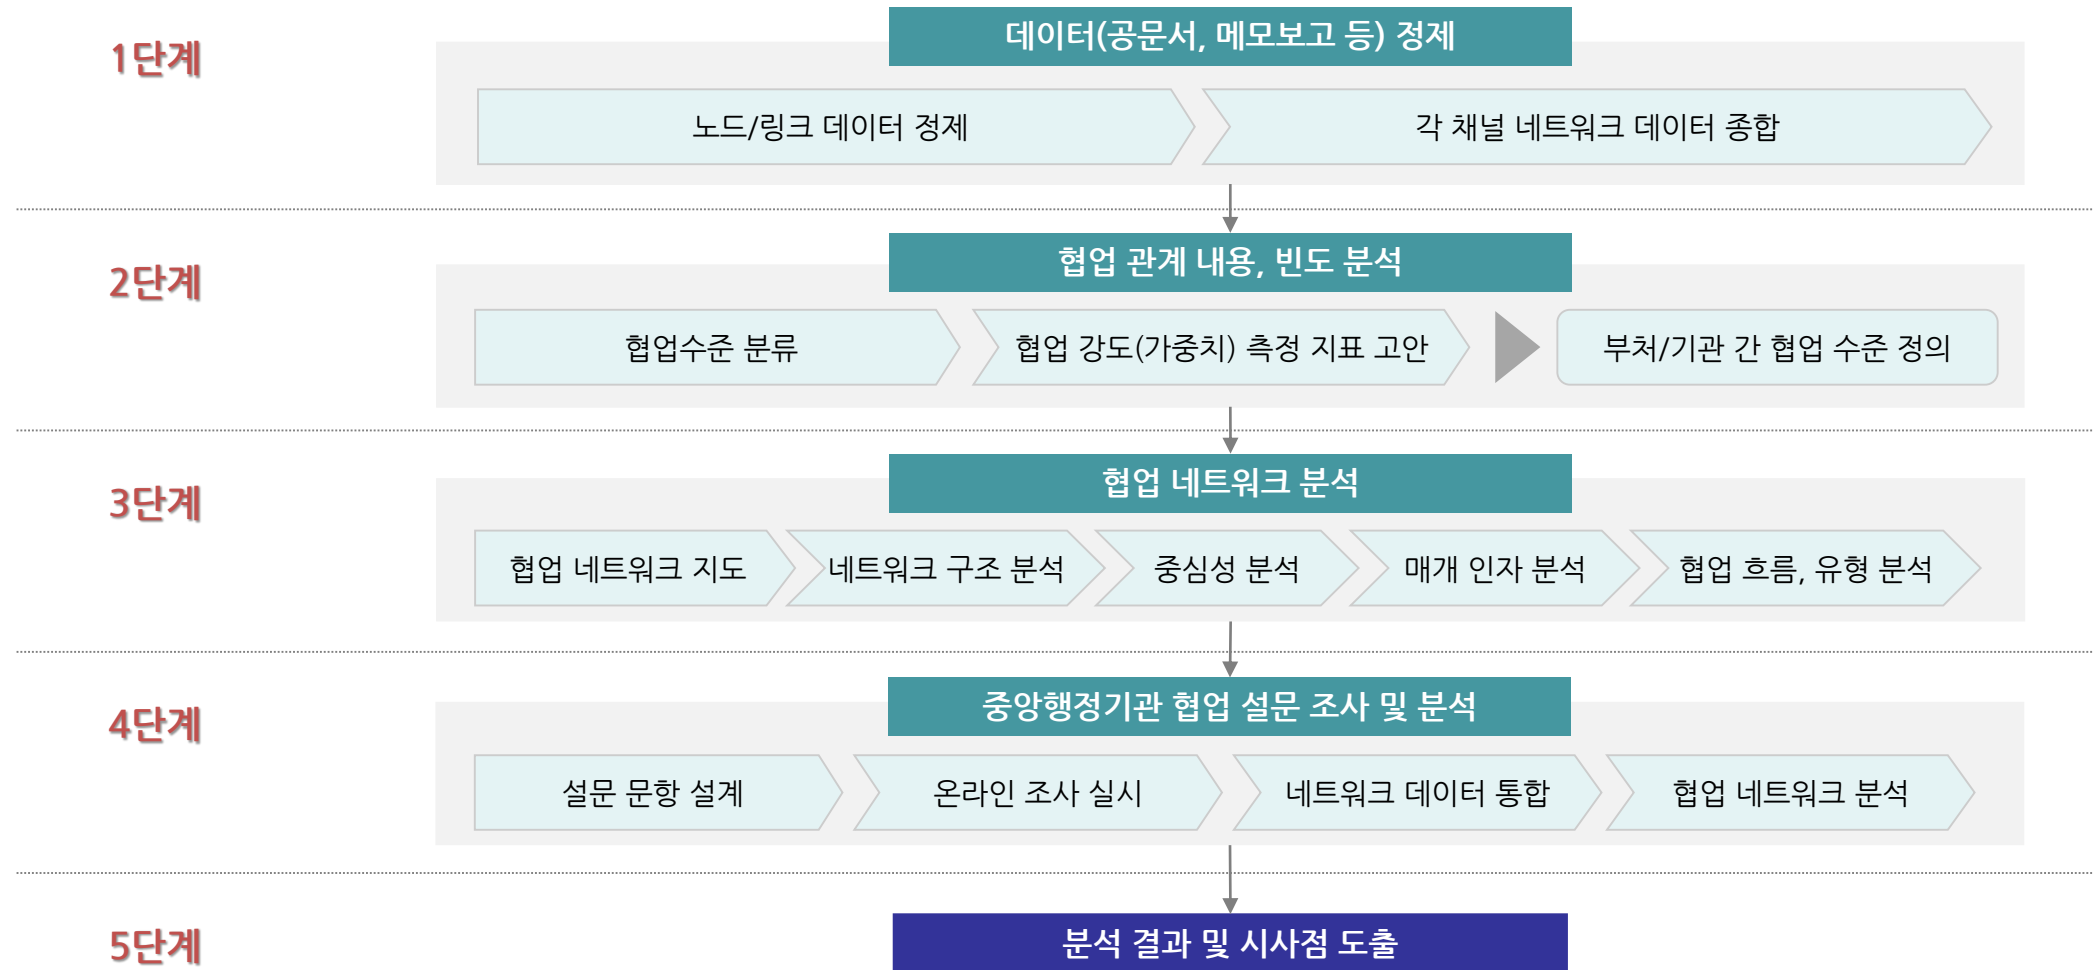 1단계
데이터(공문서, 메모보고 등) 정제
노드/링크 데이터 정제
각 채널 네트워크 데이터 종합
2단계
협업 관계 내용, 빈도 분석
협업수준 분류
협업 강도(가중치) 측정 지표 고안
부처/기관 간 협업 수준 정의
3단계
협업 네트워크 분석
협업 네트워크 지도
네트워크 구조 분석
중심성 분석
매개 인자 분석
협업 흐름, 유형 분석
4단계
중앙행정기관 협업 설문 조사 및 분석
설문 문항 설계
온라인 조사 실시
네트워크 데이터 통합
협업 네트워크 분석
5단계
분석 결과 및 시사점 도출